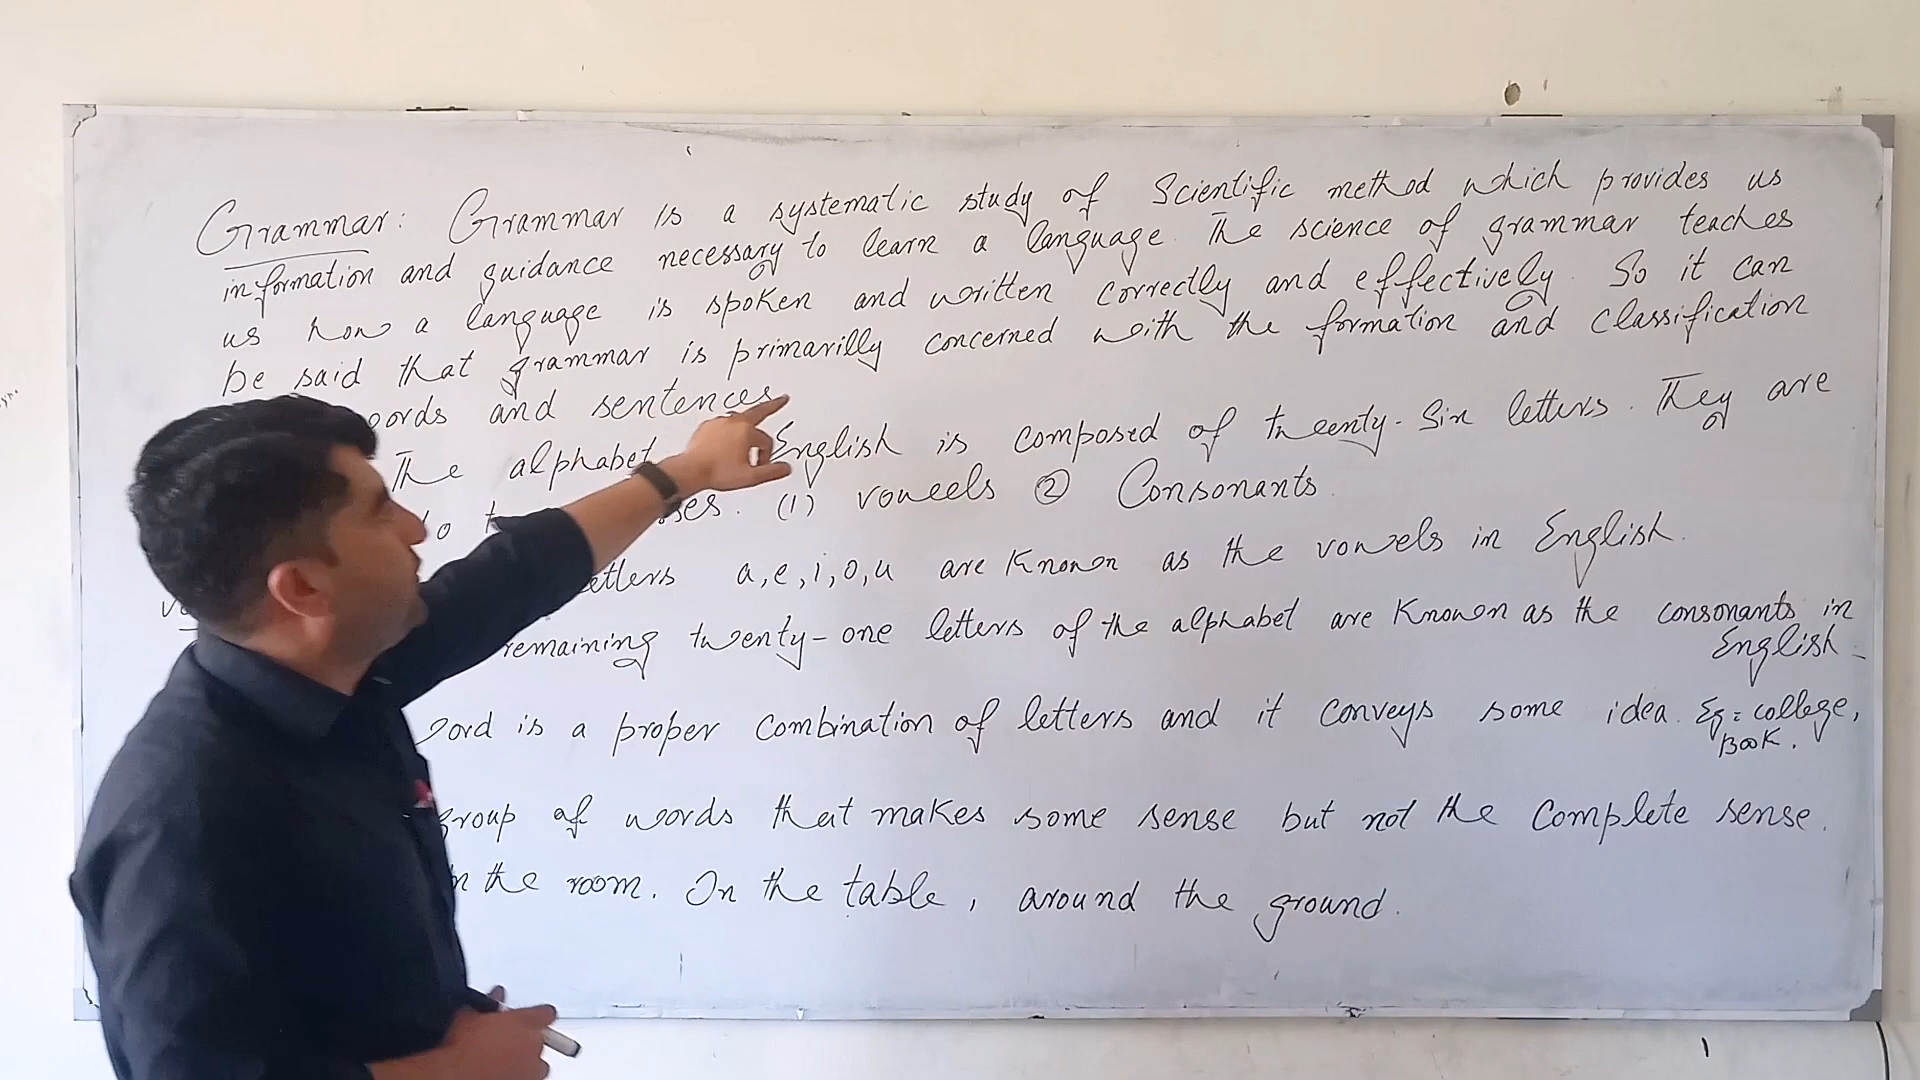 Grammar: Grammar is a systematic study of Scientific method which provides us
information and guidance necessary to learn a language. The science of grammar teaches
us how a language is spoken and written correctly and effectively. So it can
be said that grammar is primarilly concerned with the formation and classification
and sentences
The alphabet English is composed of twenty-Six letters. They are
(1) vowels ② Consonants.
a, e, i, o, u are Known as the vowels in English.
remaining twenty-one letters of the alphabet are Known as the consonants in
English
is a proper combination of letters and it conveys some idea. Eg: college,
Book.
group of words that makes some sense but not the complete sense.
the room. On the table, around the ground.